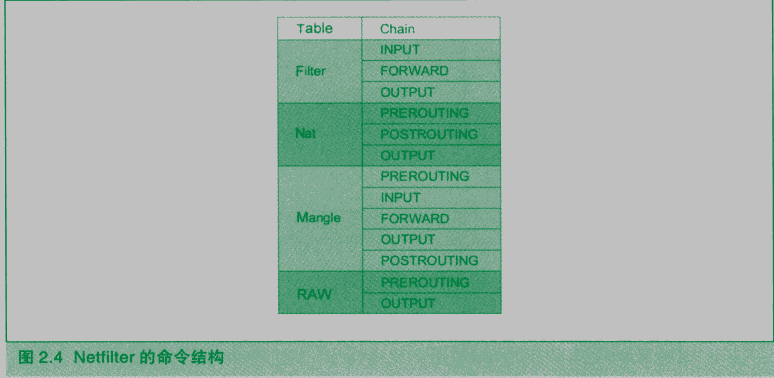 Table Chain
Filter INPUT
FORWARD
OUTPUT
Nat PREROUTING
POSTROUTING
OUTPUT
Mangle PREROUTING
INPUT
FORWARD
OUTPUT
POSTROUTING
RAW PREROUTING
OUTPUT
图 2.4 Netfilter 的命令结构